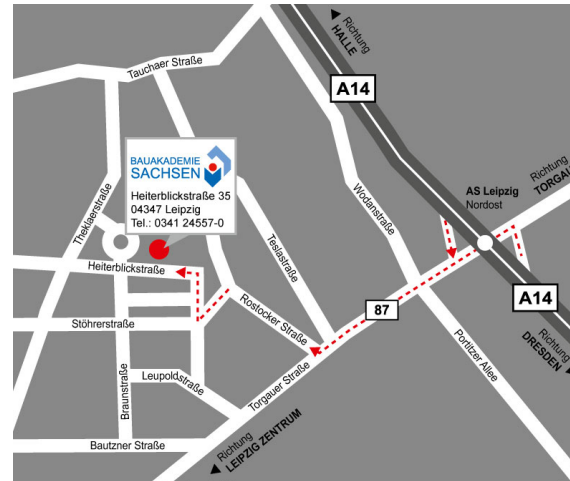 Richtung
HALLE
Tauchaer Straße
A14
BAUAKADEMIE
SACHSEN
Heiterblickstraße 35
04347 Leipzig
Tel.: 0341 24557-0
Richtung
TORGAU
AS Leipzig
Nordost
Theklaerstraße
Wodanstraße
Teslastraße
Heiterblickstraße
A14
87
Rostocker Straße
Stöhrerstraße
Richtung
DRESDEN
Portitzer Allee
Leupoldstraße
Torgauer Straße
Braunstraße
Bautzner Straße
Richtung
LEIPZIG ZENTRUM